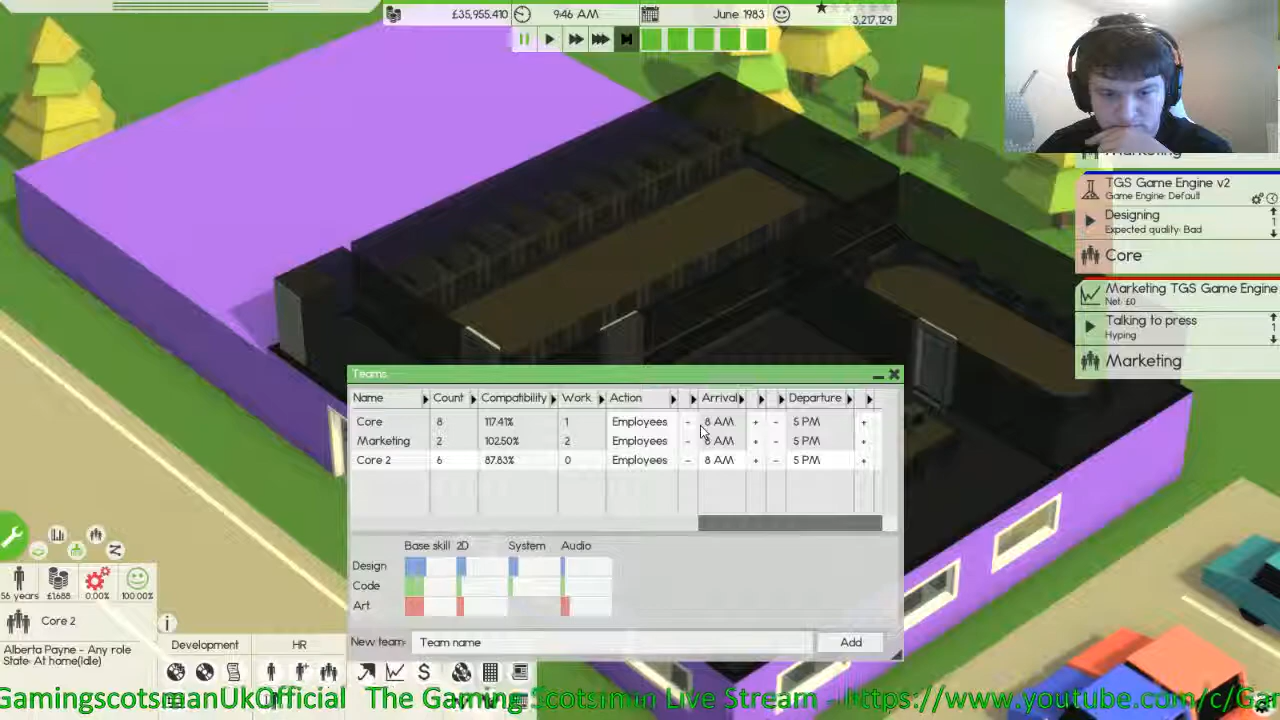 £35,955.410 9:46 AM June 1983 3,217,129
TGS Game Engine v2
Game Engine: Default
Designing
Expected quality: Bad
1
Core
Marketing TGS Game Engine
Net: £0
Talking to press
Hyping
1
Marketing
Teams
Name Count Compatibility Work Action Arrival Departure
Core 8 117.41% 1 Employees - 8 AM + - 5 PM +
Marketing 2 102.50% 2 Employees - 8 AM + - 5 PM +
Core 2 6 87.83% 0 Employees - 8 AM + - 5 PM +
Base skill 2D System Audio
Design
Code
Art
New team: Team name Add
56 years £1,688 0.00% 100.00%
Core 2
Alberta Payne - Any role
State: At home(Idle)
Development HR
GamingscotsmanUkOfficial The Gaming Scotsman Live Stream - https://www.youtube.com/c/Gar